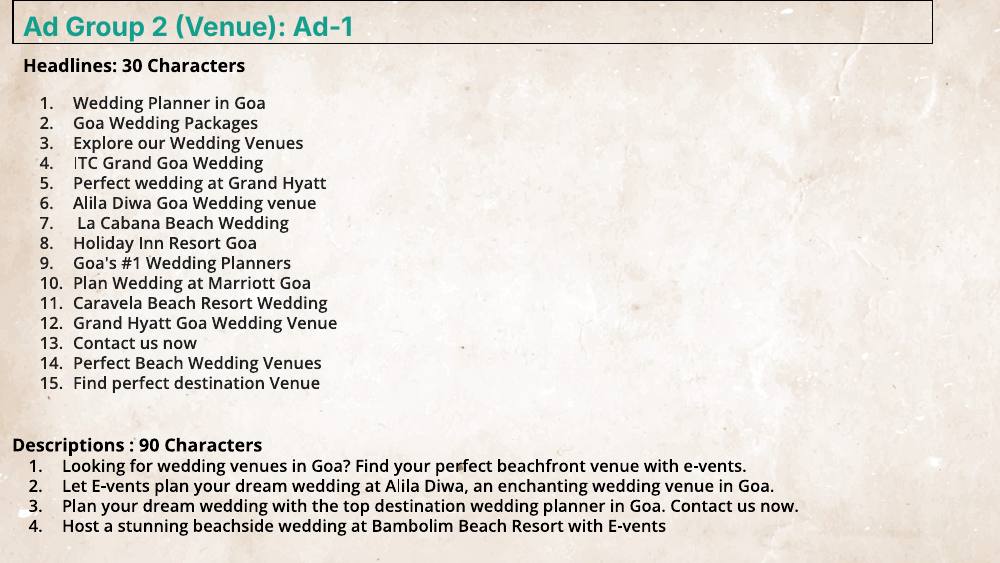 Ad Group 2 (Venue): Ad-1
Headlines: 30 Characters
1. Wedding Planner in Goa
2. Goa Wedding Packages
3. Explore our Wedding Venues
4. ITC Grand Goa Wedding
5. Perfect wedding at Grand Hyatt
6. Alila Diwa Goa Wedding venue
7. La Cabana Beach Wedding
8. Holiday Inn Resort Goa
9. Goa's #1 Wedding Planners
10. Plan Wedding at Marriott Goa
11. Caravela Beach Resort Wedding
12. Grand Hyatt Goa Wedding Venue
13. Contact us now
14. Perfect Beach Wedding Venues
15. Find perfect destination Venue
Descriptions : 90 Characters
1. Looking for wedding venues in Goa? Find your perfect beachfront venue with e-vents.
2. Let E-vents plan your dream wedding at Alila Diwa, an enchanting wedding venue in Goa.
3. Plan your dream wedding with the top destination wedding planner in Goa. Contact us now.
4. Host a stunning beachside wedding at Bambolim Beach Resort with E-vents